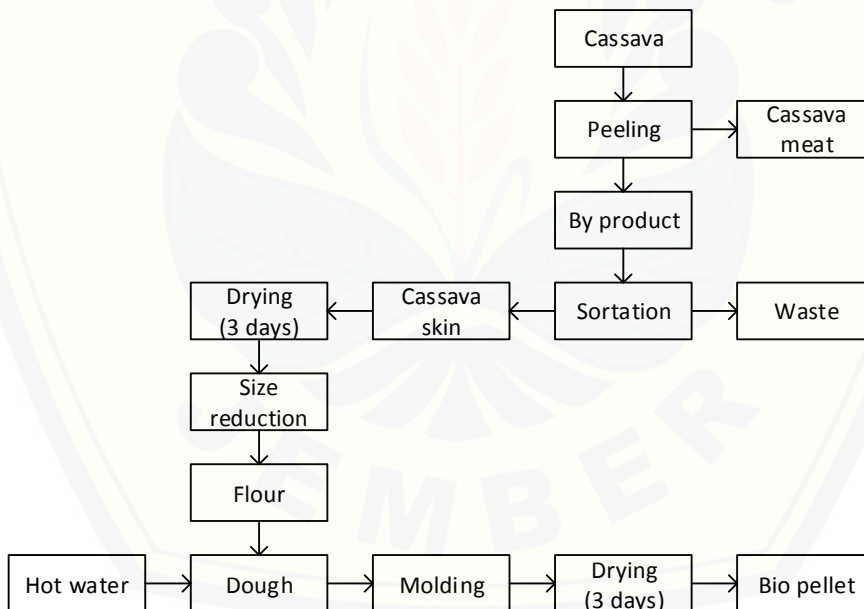 Cassava
Peeling
Cassava
meat
By product
Drying
(3 days)
Cassava
skin
Sortation
Waste
Size
reduction
Flour
Hot water
Dough
Molding
Drying
(3 days)
Bio pellet
EMBER